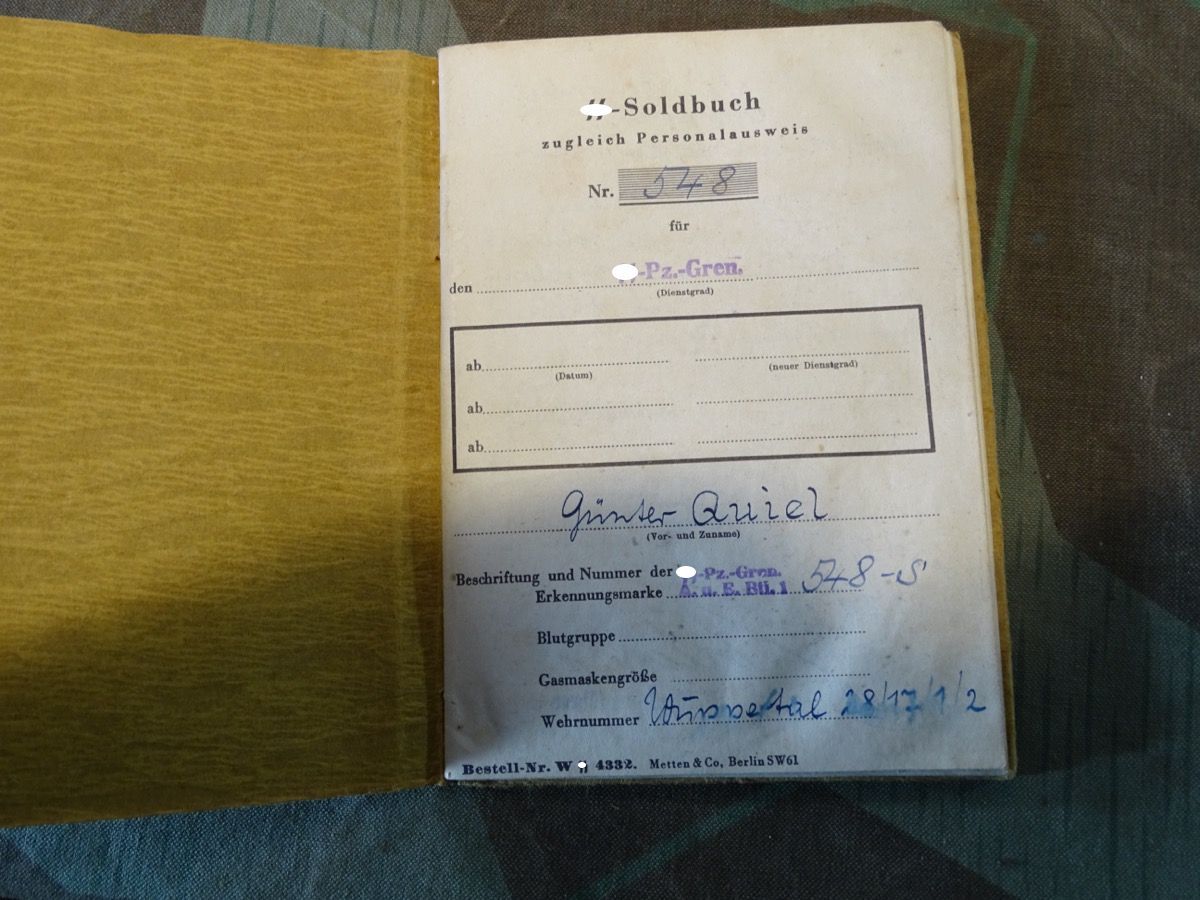 -Soldbuch
zugleich Personalausweis
Nr. 548
für
den -Pz.-Gren.
(Dienstgrad)
ab
(Datum) (neuer Dienstgrad)
ab
ab
Günter Quiel
(Vor- und Zuname)
Beschriftung und Nummer der -Pz.-Gren.
Erkennungsmarke A. u. E. Btl. 1 548-S
Blutgruppe
Gasmaskengröße
Wehrnummer Wuppertal 28/17/1/2
Bestell-Nr. W 4332. Metten & Co, Berlin SW61